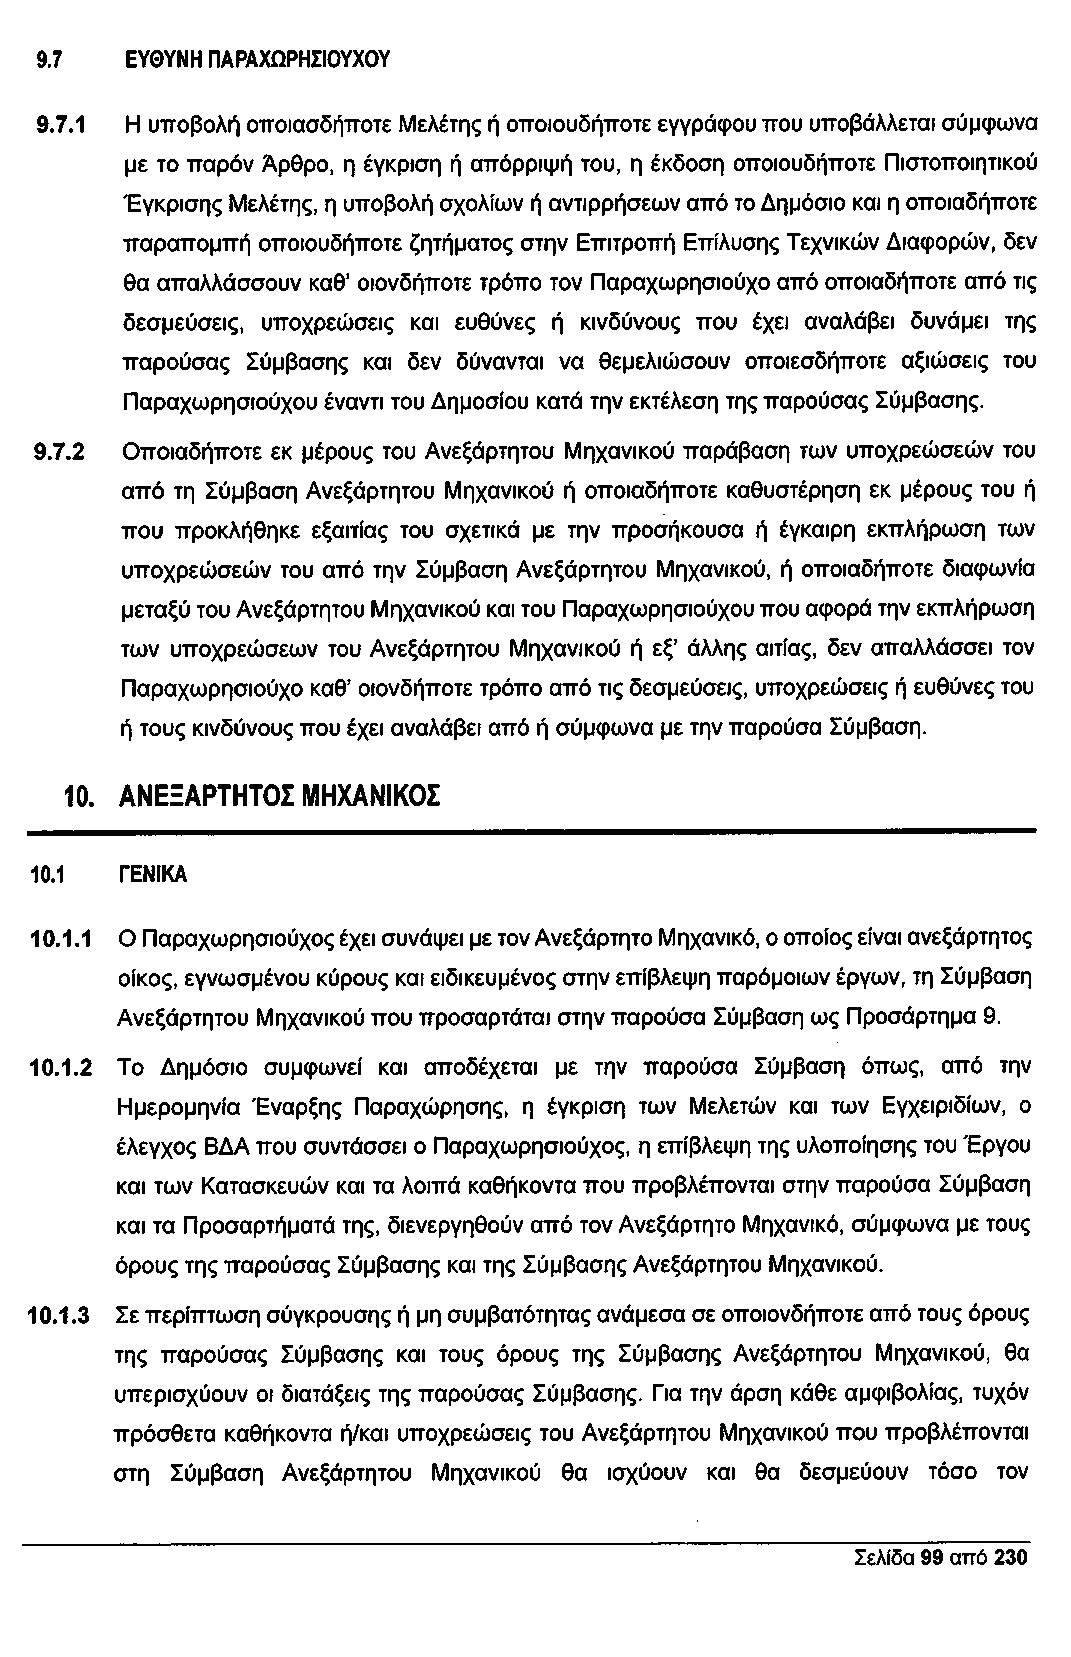 9.7 ΕΥΘΥΝΗ ΠΑΡΑΧΩΡΗΣΙΟΥΧΟΥ
9.7.1 Η υποβολή οποιασδήποτε Μελέτης ή οποιουδήποτε εγγράφου που υποβάλλεται σύμφωνα
με το παρόν Άρθρο, η έγκριση ή απόρριψή του, η έκδοση οποιουδήποτε Πιστοποιητικού
Έγκρισης Μελέτης, η υποβολή σχολίων ή αντιρρήσεων από το Δημόσιο και η οποιαδήποτε
παραπομπή οποιουδήποτε ζητήματος στην Επιτροπή Επίλυσης Τεχνικών Διαφορών, δεν
θα απαλλάσσουν καθ’ οιονδήποτε τρόπο τον Παραχωρησιούχο από οποιαδήποτε από τις
δεσμεύσεις, υποχρεώσεις και ευθύνες ή κινδύνους που έχει αναλάβει δυνάμει της
παρούσας Σύμβασης και δεν δύνανται να θεμελιώσουν οποιεσδήποτε αξιώσεις του
Παραχωρησιούχου έναντι του Δημοσίου κατά την εκτέλεση της παρούσας Σύμβασης.
9.7.2 Οποιαδήποτε εκ μέρους του Ανεξάρτητου Μηχανικού παράβαση των υποχρεώσεών του
από τη Σύμβαση Ανεξάρτητου Μηχανικού ή οποιαδήποτε καθυστέρηση εκ μέρους του ή
που προκλήθηκε εξαιτίας του σχετικά με την προσήκουσα ή έγκαιρη εκπλήρωση των
υποχρεώσεών του από την Σύμβαση Ανεξάρτητου Μηχανικού, ή οποιαδήποτε διαφωνία
μεταξύ του Ανεξάρτητου Μηχανικού και του Παραχωρησιούχου που αφορά την εκπλήρωση
των υποχρεώσεων του Ανεξάρτητου Μηχανικού ή εξ’ άλλης αιτίας, δεν απαλλάσσει τον
Παραχωρησιούχο καθ’ οιονδήποτε τρόπο από τις δεσμεύσεις, υποχρεώσεις ή ευθύνες του
ή τους κινδύνους που έχει αναλάβει από ή σύμφωνα με την παρούσα Σύμβαση.
10. ΑΝΕΞΑΡΤΗΤΟΣ ΜΗΧΑΝΙΚΟΣ
10.1 ΓΕΝΙΚΑ
10.1.1 Ο Παραχωρησιούχος έχει συνάψει με τον Ανεξάρτητο Μηχανικό, ο οποίος είναι ανεξάρτητος
οίκος, εγνωσμένου κύρους και ειδικευμένος στην επίβλεψη παρόμοιων έργων, τη Σύμβαση
Ανεξάρτητου Μηχανικού που προσαρτάται στην παρούσα Σύμβαση ως Προσάρτημα 9.
10.1.2 Το Δημόσιο συμφωνεί και αποδέχεται με την παρούσα Σύμβαση όπως, από την
Ημερομηνία Έναρξης Παραχώρησης, η έγκριση των Μελετών και των Εγχειριδίων, ο
έλεγχος ΒΔΑ που συντάσσει ο Παραχωρησιούχος, η επίβλεψη της υλοποίησης του Έργου
και των Κατασκευών και τα λοιπά καθήκοντα που προβλέπονται στην παρούσα Σύμβαση
και τα Προσαρτήματά της, διενεργηθούν από τον Ανεξάρτητο Μηχανικό, σύμφωνα με τους
όρους της παρούσας Σύμβασης και της Σύμβασης Ανεξάρτητου Μηχανικού.
10.1.3 Σε περίπτωση σύγκρουσης ή μη συμβατότητας ανάμεσα σε οποιονδήποτε από τους όρους
της παρούσας Σύμβασης και τους όρους της Σύμβασης Ανεξάρτητου Μηχανικού, θα
υπερισχύουν οι διατάξεις της παρούσας Σύμβασης. Για την άρση κάθε αμφιβολίας, τυχόν
πρόσθετα καθήκοντα ή/και υποχρεώσεις του Ανεξάρτητου Μηχανικού που προβλέπονται
στη Σύμβαση Ανεξάρτητου Μηχανικού θα ισχύουν και θα δεσμεύουν τόσο τον
Σελίδα 99 από 230